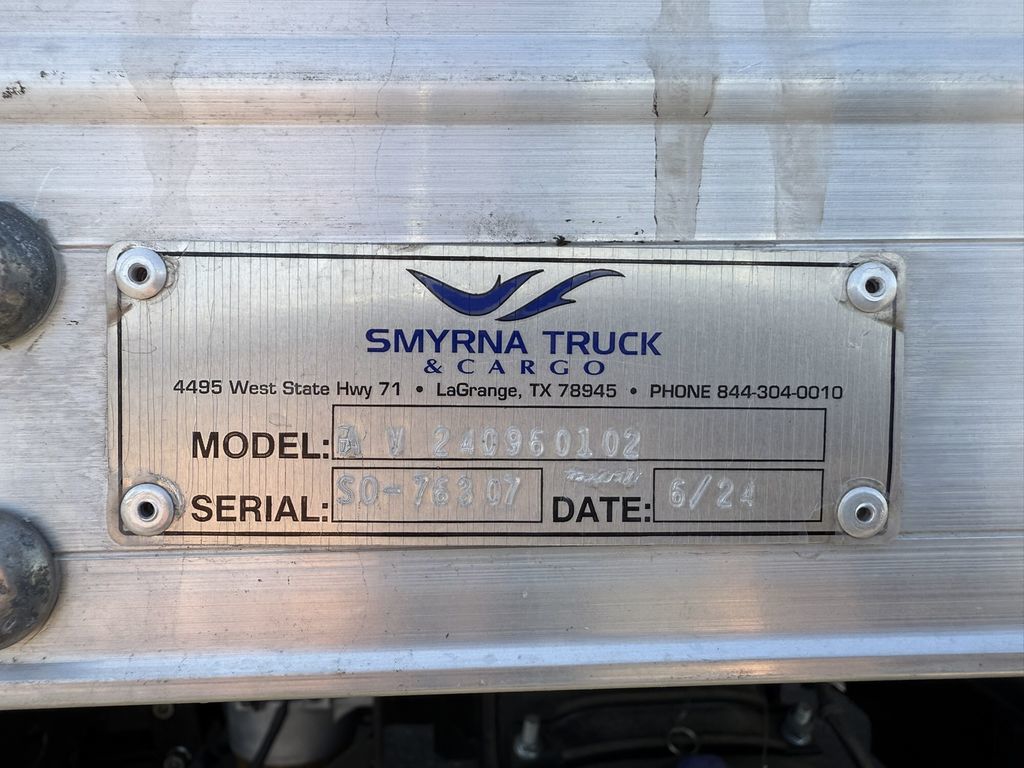 SMYRNA TRUCK
& CARGO
4495 West State Hwy 71 • LaGrange, TX 78945 • PHONE 844-304-0010
MODEL: A V 240960102
SERIAL: SO-76307 DATE: 6/24